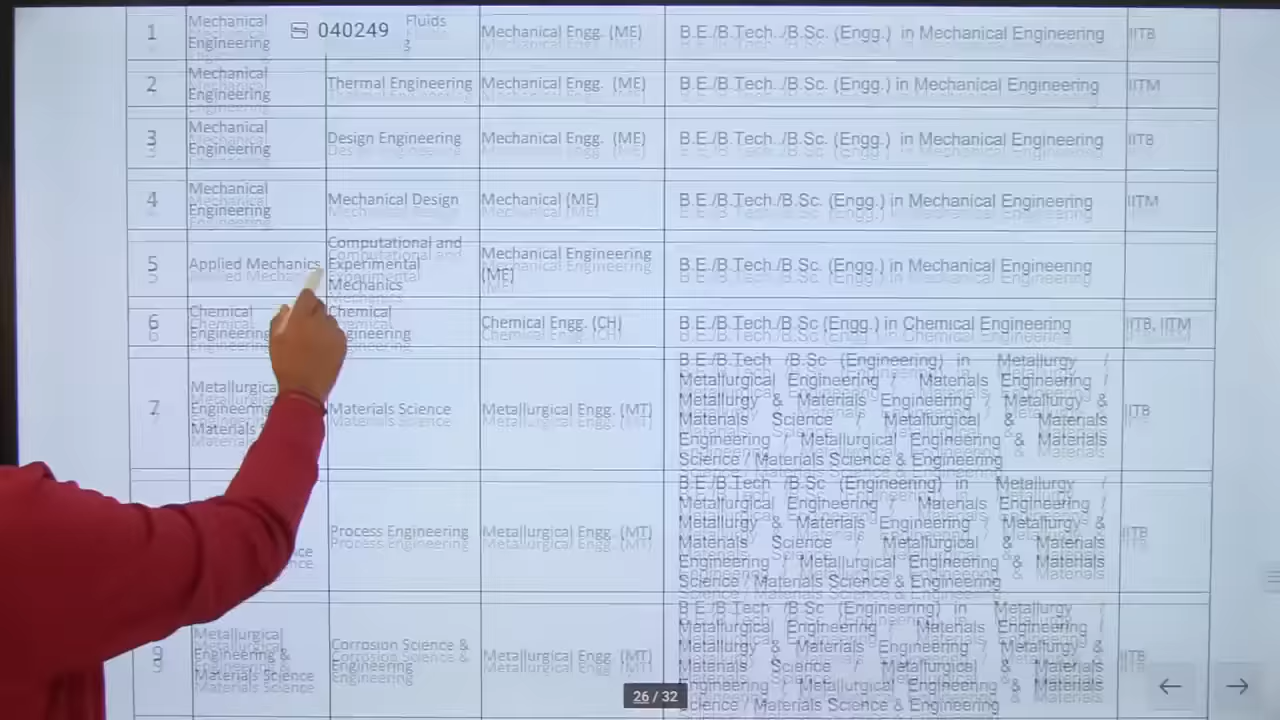 040249
1
Mechanical
Engineering
Fluids
Mechanical Engg. (ME)
B.E./B.Tech./B.Sc. (Engg.) in Mechanical Engineering
IITB
2
Mechanical
Engineering
Thermal Engineering
Mechanical Engg. (ME)
B.E./B.Tech./B.Sc. (Engg.) in Mechanical Engineering
IITM
3
Mechanical
Engineering
Design Engineering
Mechanical Engg. (ME)
B.E./B.Tech./B.Sc. (Engg.) in Mechanical Engineering
IITB
4
Mechanical
Engineering
Mechanical Design
Mechanical (ME)
B.E./B.Tech./B.Sc. (Engg.) in Mechanical Engineering
IITM
5
Applied Mechanics
Computational and
Experimental
Mechanics
Mechanical Engineering
(ME)
B.E./B.Tech./B.Sc. (Engg.) in Mechanical Engineering
6
Chemical
Engineering
Chemical
Chemical Engg. (CH)
B.E./B.Tech./B.Sc (Engg.) in Chemical Engineering
IITB, IITM
7
Materials Science
Metallurgical Engg. (MT)
B.E./B.Tech /B.Sc (Engineering) in Metallurgy /
Metallurgical Engineering / Materials Engineering /
Metallurgy & Materials Engineering / Metallurgy &
Materials Science / Metallurgical & Materials
Engineering / Metallurgical Engineering & Materials
Science / Materials Science & Engineering
IITB
Process Engineering
Metallurgical Engg. (MT)
B.E./B.Tech /B.Sc (Engineering) in Metallurgy /
Metallurgical Engineering / Materials Engineering /
Metallurgy & Materials Engineering / Metallurgy &
Materials Science / Metallurgical & Materials
Engineering / Metallurgical Engineering & Materials
Science / Materials Science & Engineering
IITB
9
Metallurgical
Engineering &
Materials Science
Corrosion Science &
Engineering
Metallurgical Engg (MT)
B.E./B.Tech /B.Sc (Engineering) in Metallurgy /
Metallurgical Engineering / Materials Engineering /
Metallurgy & Materials Engineering / Metallurgy &
Materials Science / Metallurgical & Materials
Engineering / Metallurgical Engineering & Materials
Science / Materials Science & Engineering
IITB
26 / 32